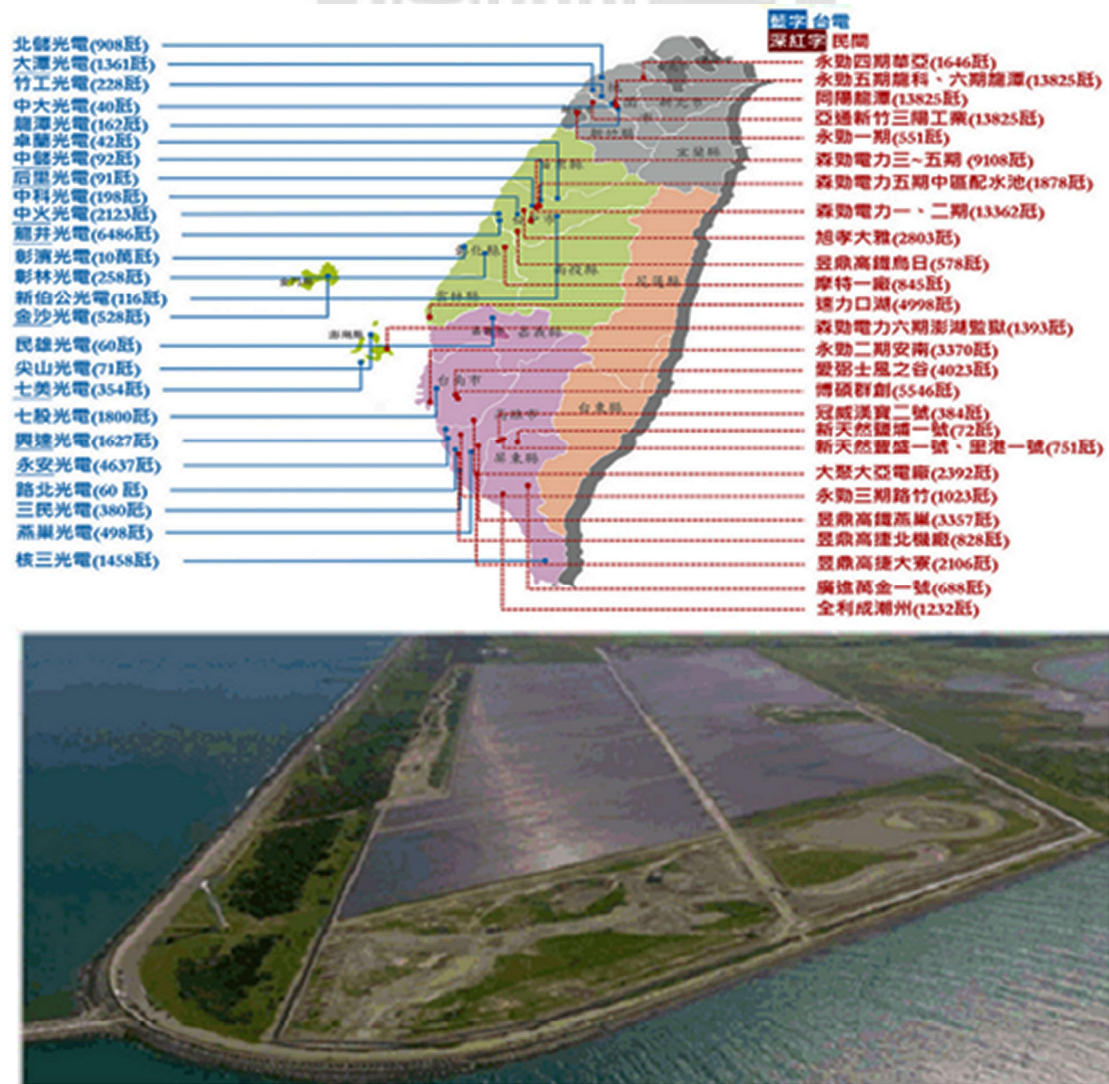 藍字 台電
深紅字 民間
北儲光電(908瓩)
大潭光電(1361瓩)
竹工光電(228瓩)
中大光電(40瓩)
龍潭光電(162瓩)
卓蘭光電(42瓩)
中儲光電(92瓩)
后里光電(91瓩)
中科光電(198瓩)
中火光電(2123瓩)
龍井光電(6486瓩)
彰濱光電(10萬瓩)
彰林光電(258瓩)
新伯公光電(116瓩)
金沙光電(528瓩)
民雄光電(60瓩)
尖山光電(71瓩)
七美光電(354瓩)
七股光電(1800瓩)
興達光電(1627瓩)
永安光電(4637瓩)
路北光電(60 瓩)
三民光電(380瓩)
燕巢光電(498瓩)
核三光電(1458瓩)
永勁四期華亞(1646瓩)
永勁五期龍科、六期龍潭(13825瓩)
同陽龍潭(13825瓩)
亞通新竹三陽工業(13825瓩)
永勁一期(551瓩)
森勁電力三~五期 (9108瓩)
森勁電力五期中區配水池(1878瓩)
森勁電力一、二期(13362瓩)
旭孝大雅(2803瓩)
昱鼎高鐵烏日(578瓩)
摩特一廠(845瓩)
速力口湖(4998瓩)
森勁電力六期澎湖監獄(1393瓩)
永勁二期安南(3370瓩)
愛弼士風之谷(4023瓩)
博碩群創(5546瓩)
冠威漢寶二號(384瓩)
新天然鹽埔一號(72瓩)
新天然豐盛一號、里港一號(751瓩)
大聚大亞電廠(2392瓩)
永勁三期路竹(1023瓩)
昱鼎高鐵燕巢(3357瓩)
昱鼎高捷北機廠(828瓩)
昱鼎高捷大寮(2106瓩)
廣進萬金一號(688瓩)
全利成潮州(1232瓩)
宜蘭縣
花蓮縣
南投縣
彰化縣
雲林縣
嘉義縣
台南市
高雄市
台東縣
屏東縣
金門縣
澎湖縣